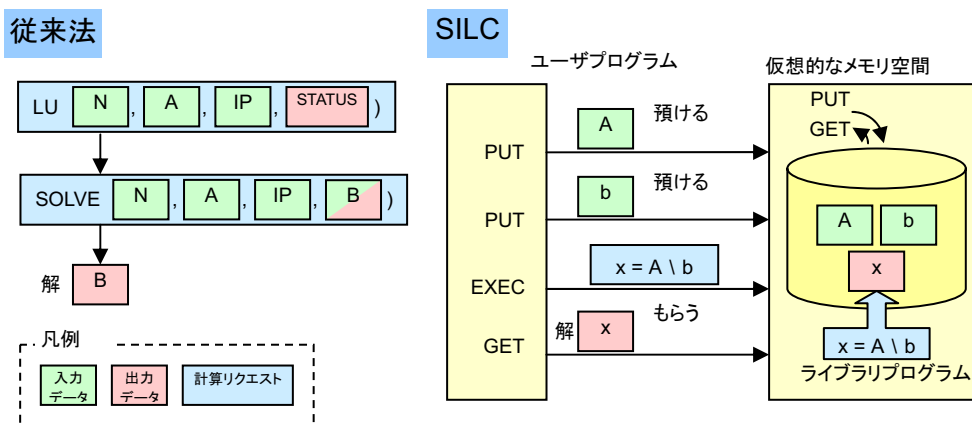 従来法
LU N , A , IP , STATUS )
SOLVE N , A , IP , B )
解 B
凡例
入力
データ
出力
データ
計算リクエスト
SILC
ユーザプログラム
仮想的なメモリ空間
PUT
GET
PUT A 預ける
PUT b 預ける
EXEC x = A \ b
GET 解 x もらう
A b
x
x = A \ b
ライブラリプログラム